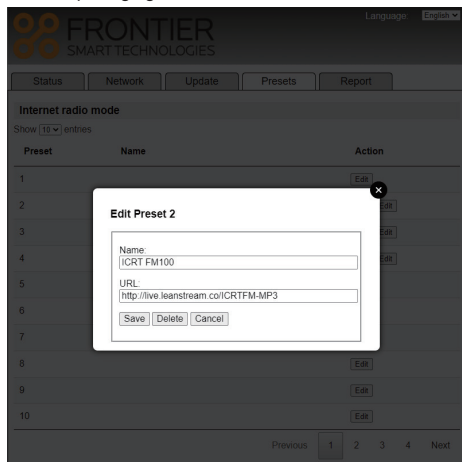 FRONTIER
SMART TECHNOLOGIES
Language: English
Status Network Update Presets Report
Internet radio mode
Show 10 entries
Preset Name Action
1 Edit
2 Edit
3 Edit
4 Edit
5
6
7
8 Edit
9 Edit
10 Edit
Edit Preset 2
Name:
ICRT FM100
URL:
http://live.leanstream.co/ICRTFM-MP3
Save Delete Cancel
Previous 1 2 3 4 Next